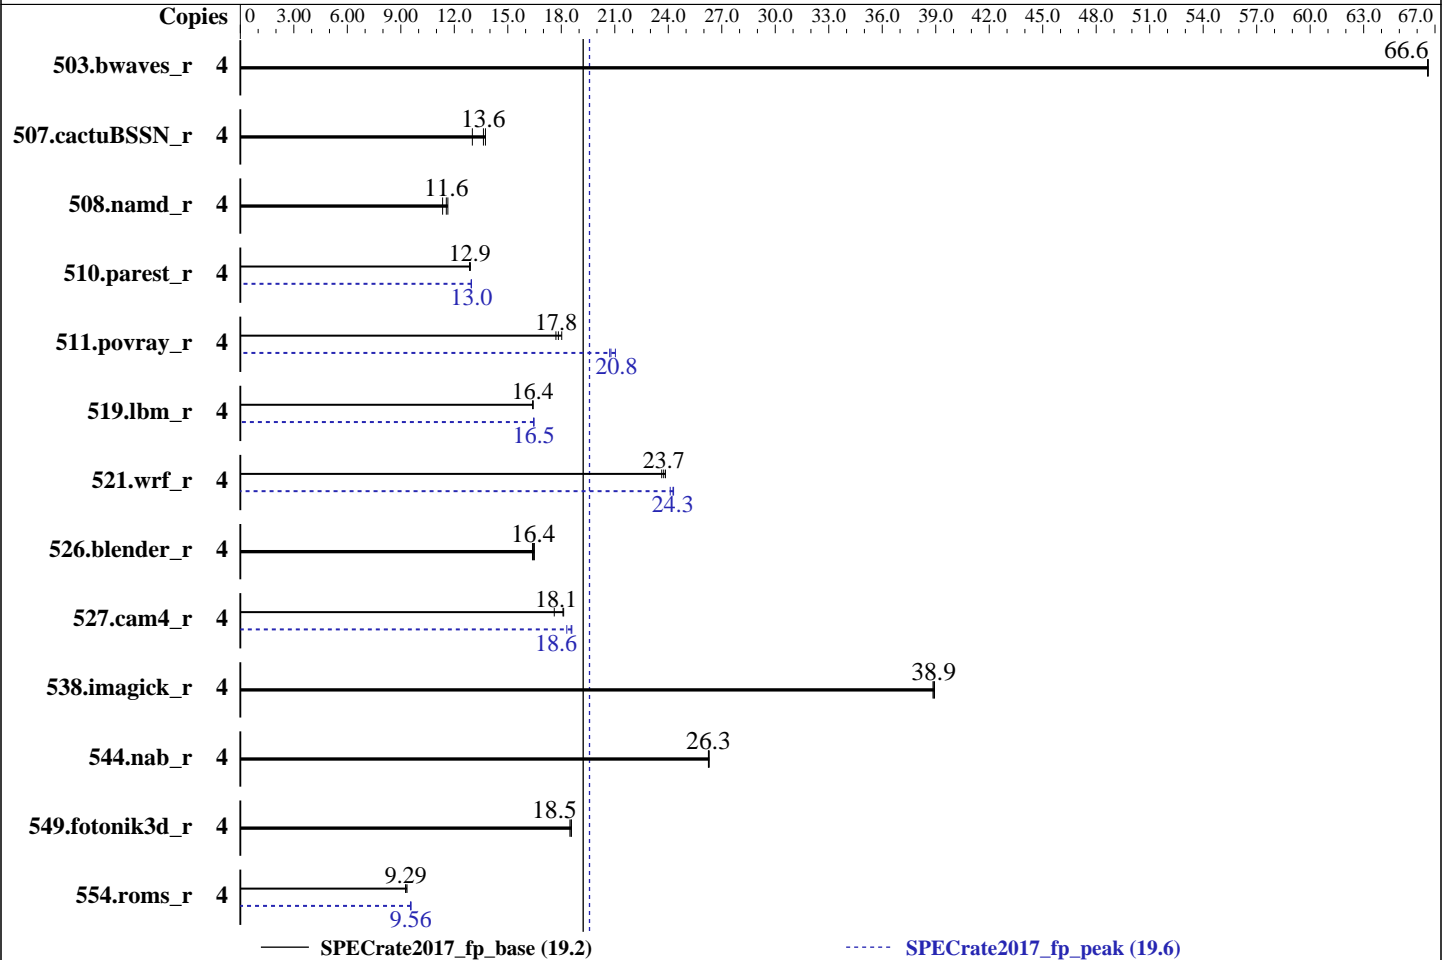 Copies 0 3.00 6.00 9.00 12.0 15.0 18.0 21.0 24.0 27.0 30.0 33.0 36.0 39.0 42.0 45.0 48.0 51.0 54.0 57.0 60.0 63.0 67.0
66.6
503.bwaves_r 4
13.6
507.cactuBSSN_r 4
11.6
508.namd_r 4
12.9
510.parest_r 4
13.0
17.8
511.povray_r 4
20.8
16.4
519.lbm_r 4
16.5
23.7
521.wrf_r 4
24.3
16.4
526.blender_r 4
18.1
527.cam4_r 4
18.6
38.9
538.imagick_r 4
26.3
544.nab_r 4
18.5
549.fotonik3d_r 4
9.29
554.roms_r 4
9.56
SPECrate2017_fp_base (19.2) SPECrate2017_fp_peak (19.6)